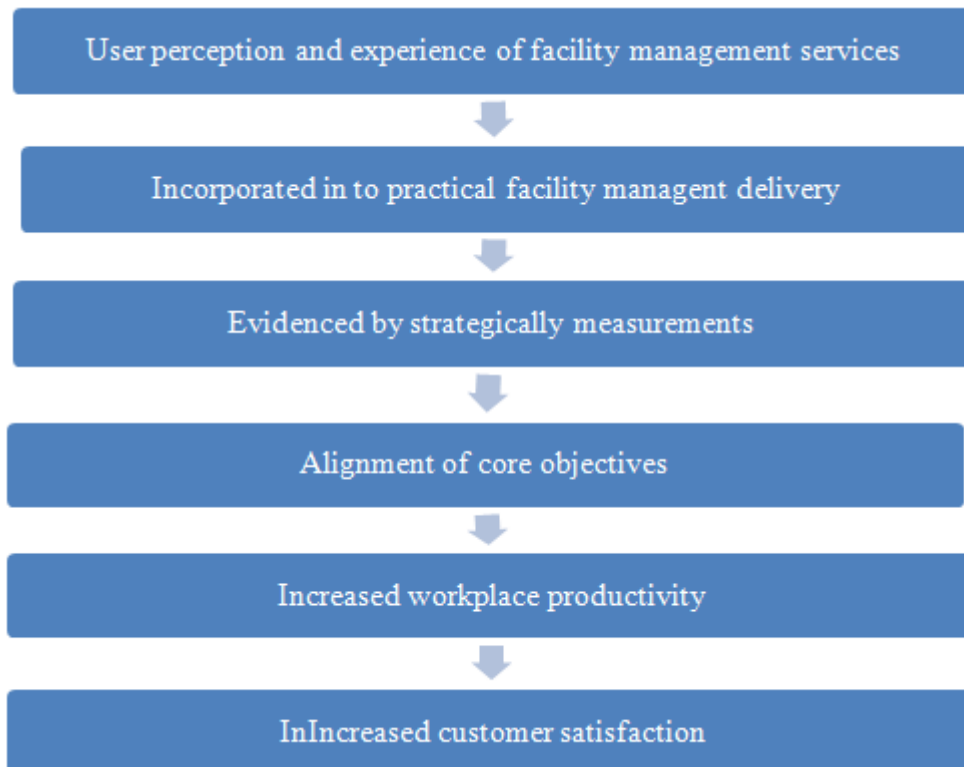 User perception and experience of facility management services
Incorporated in to practical facility managent delivery
Evidenced by strategically measurements
Alignment of core objectives
Increased workplace productivity
InIncreased customer satisfaction